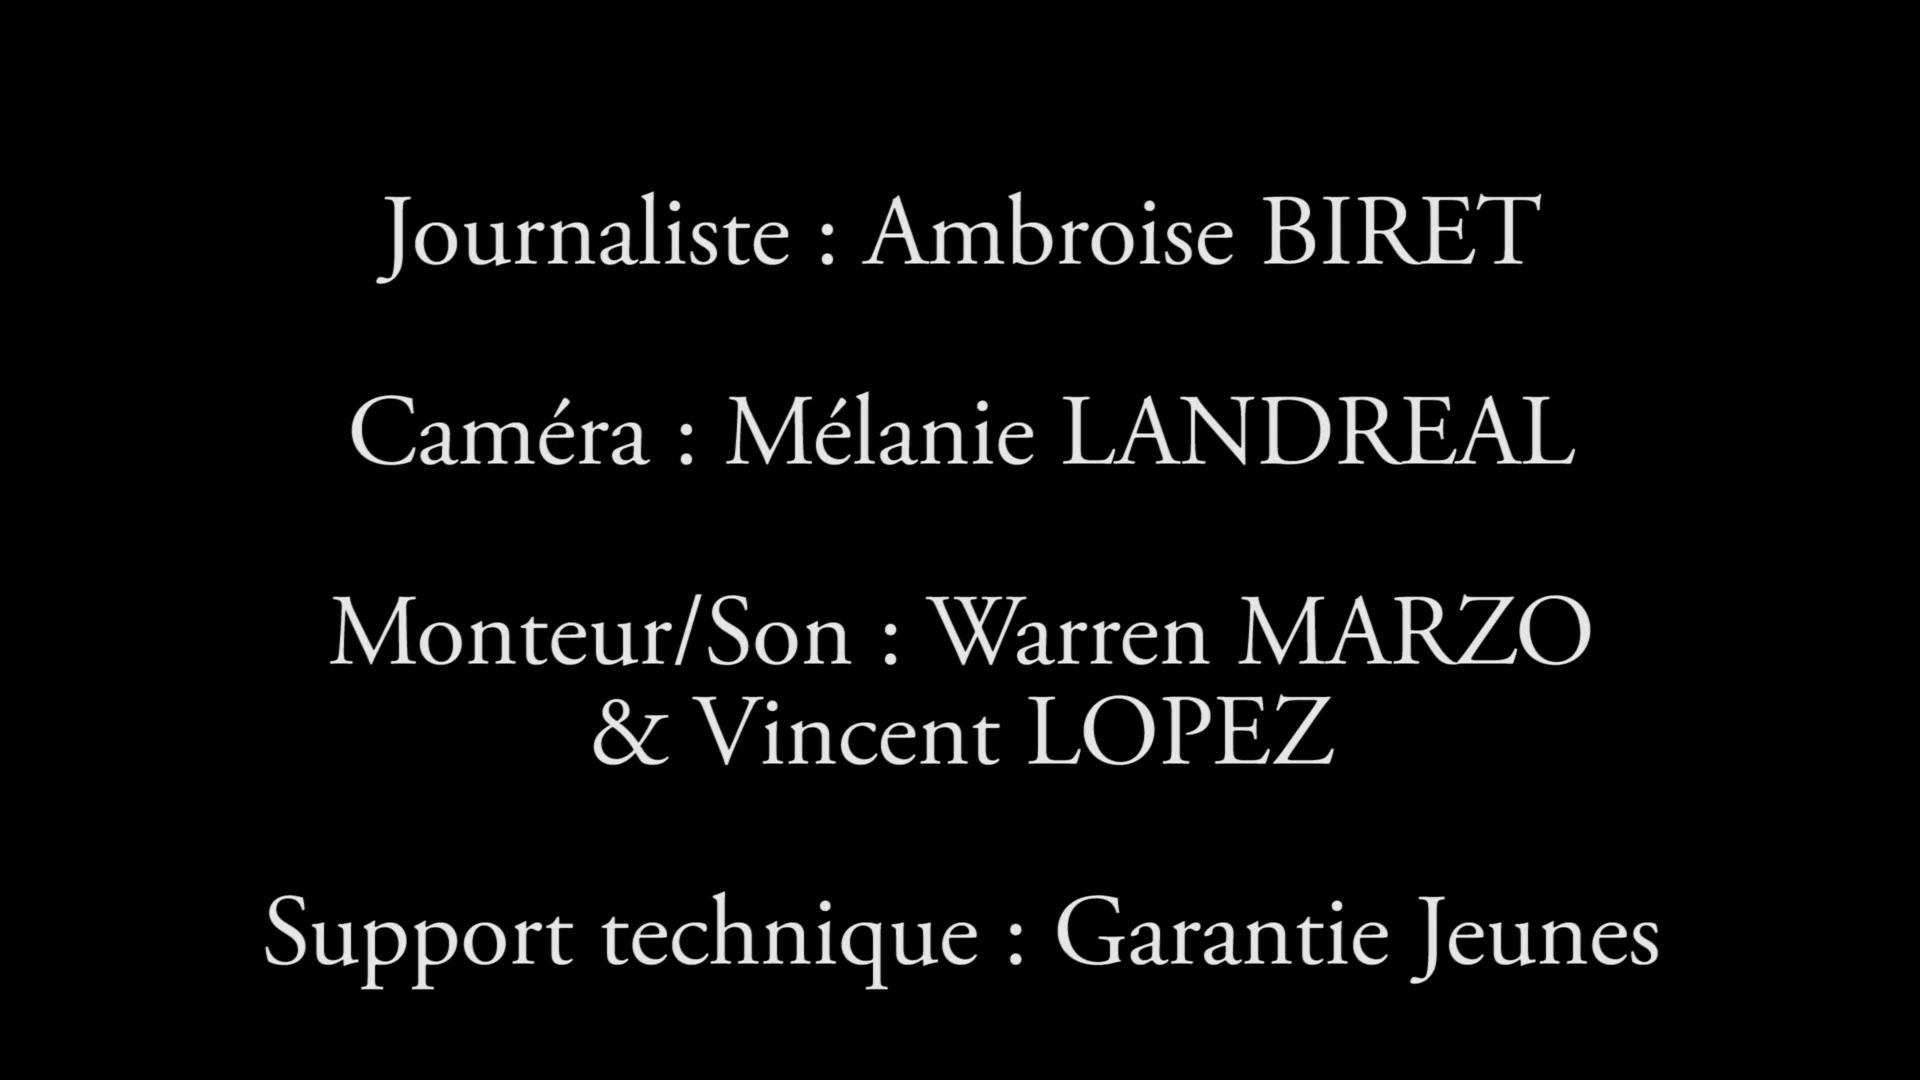 Journaliste : Ambroise BIRET
Caméra : Mélanie LANDREAL
Monteur/Son : Warren MARZO
& Vincent LOPEZ
Support technique : Garantie Jeunes